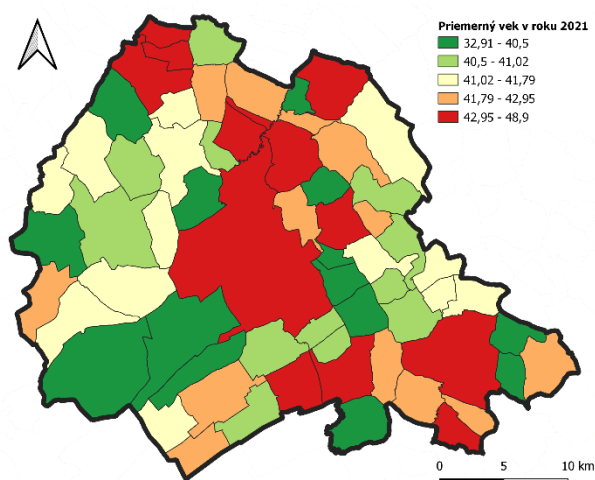 Priemerný vek v roku 2021
32,91 - 40,5
40,5 - 41,02
41,02 - 41,79
41,79 - 42,95
42,95 - 48,9
0 5 10 km